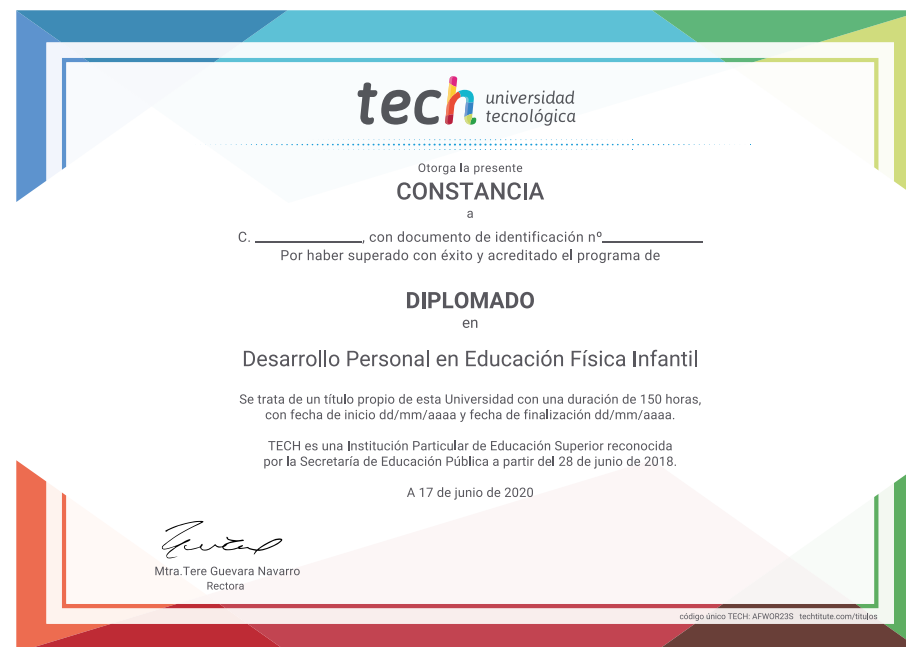 tech universidad
tecnológica
Otorga la presente
CONSTANCIA
a
C. ____________, con documento de identificación nº____________
Por haber superado con éxito y acreditado el programa de
DIPLOMADO
en
Desarrollo Personal en Educación Física Infantil
Se trata de un título propio de esta Universidad con una duración de 150 horas,
con fecha de inicio dd/mm/aaaa y fecha de finalización dd/mm/aaaa.
TECH es una Institución Particular de Educación Superior reconocida
por la Secretaría de Educación Pública a partir del 28 de junio de 2018.
A 17 de junio de 2020
Mtra.Tere Guevara Navarro
Rectora
código único TECH: AFWOR23S techtitute.com/titulos